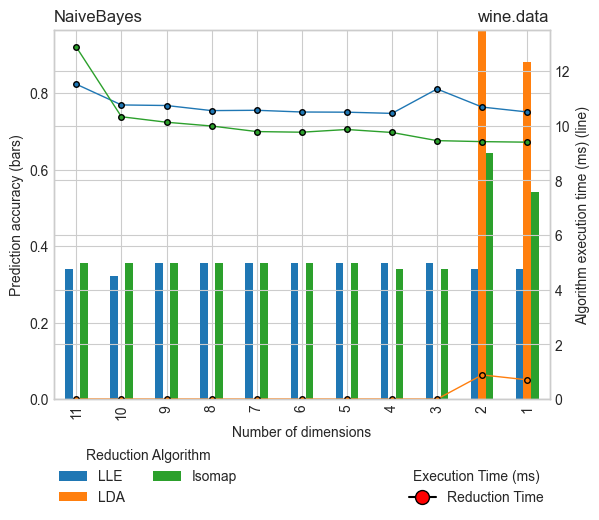 NaiveBayes wine.data
0.8
0.6
0.4
0.2
0.0
Prediction accuracy (bars)
12
10
8
6
4
2
0
Algorithm execution time (ms) (line)
11 10 9 8 7 6 5 4 3 2 1
Number of dimensions
Reduction Algorithm
LLE
LDA
Isomap
Execution Time (ms)
Reduction Time